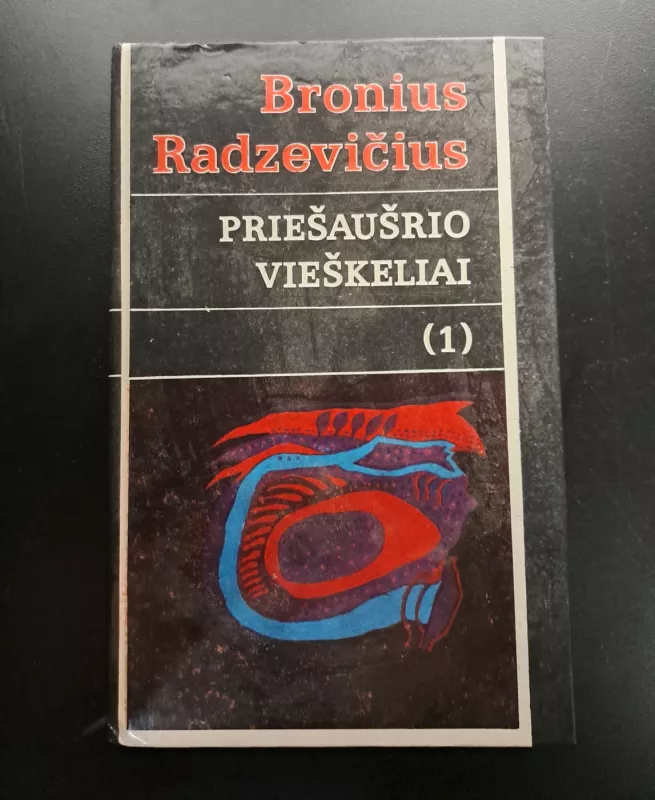 Bronius
Radzevičius
PRIEŠAUŠRIO
VIEŠKELIAI
(1)